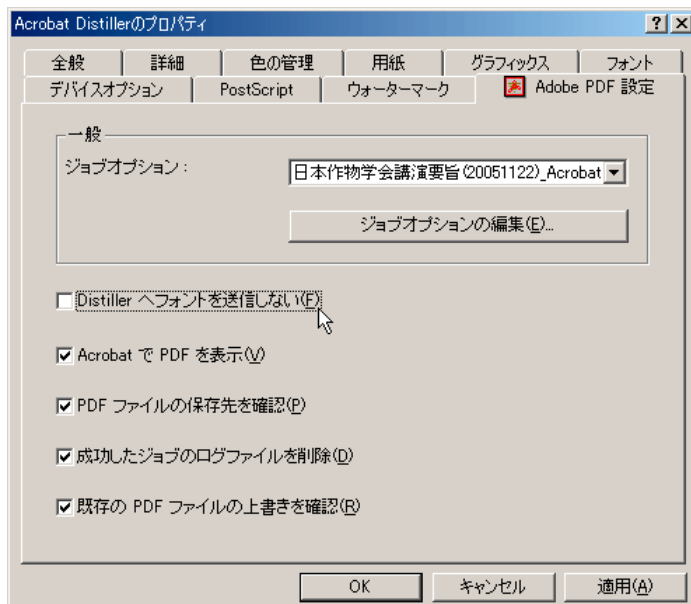 Acrobat Distillerのプロパティ
全般 詳細 色の管理 用紙 グラフィックス フォント
デバイスオプション PostScript ウォーターマーク Adobe PDF 設定
一般
ジョブオプション : 日本作物学会講演要旨(20051122)_Acrobat
ジョブオプションの編集(E)...
Distiller へフォントを送信しない(F)
Acrobat で PDF を表示(V)
PDF ファイルの保存先を確認(P)
成功したジョブのログファイルを削除(D)
既存の PDF ファイルの上書きを確認(R)
OK キャンセル 適用(A)